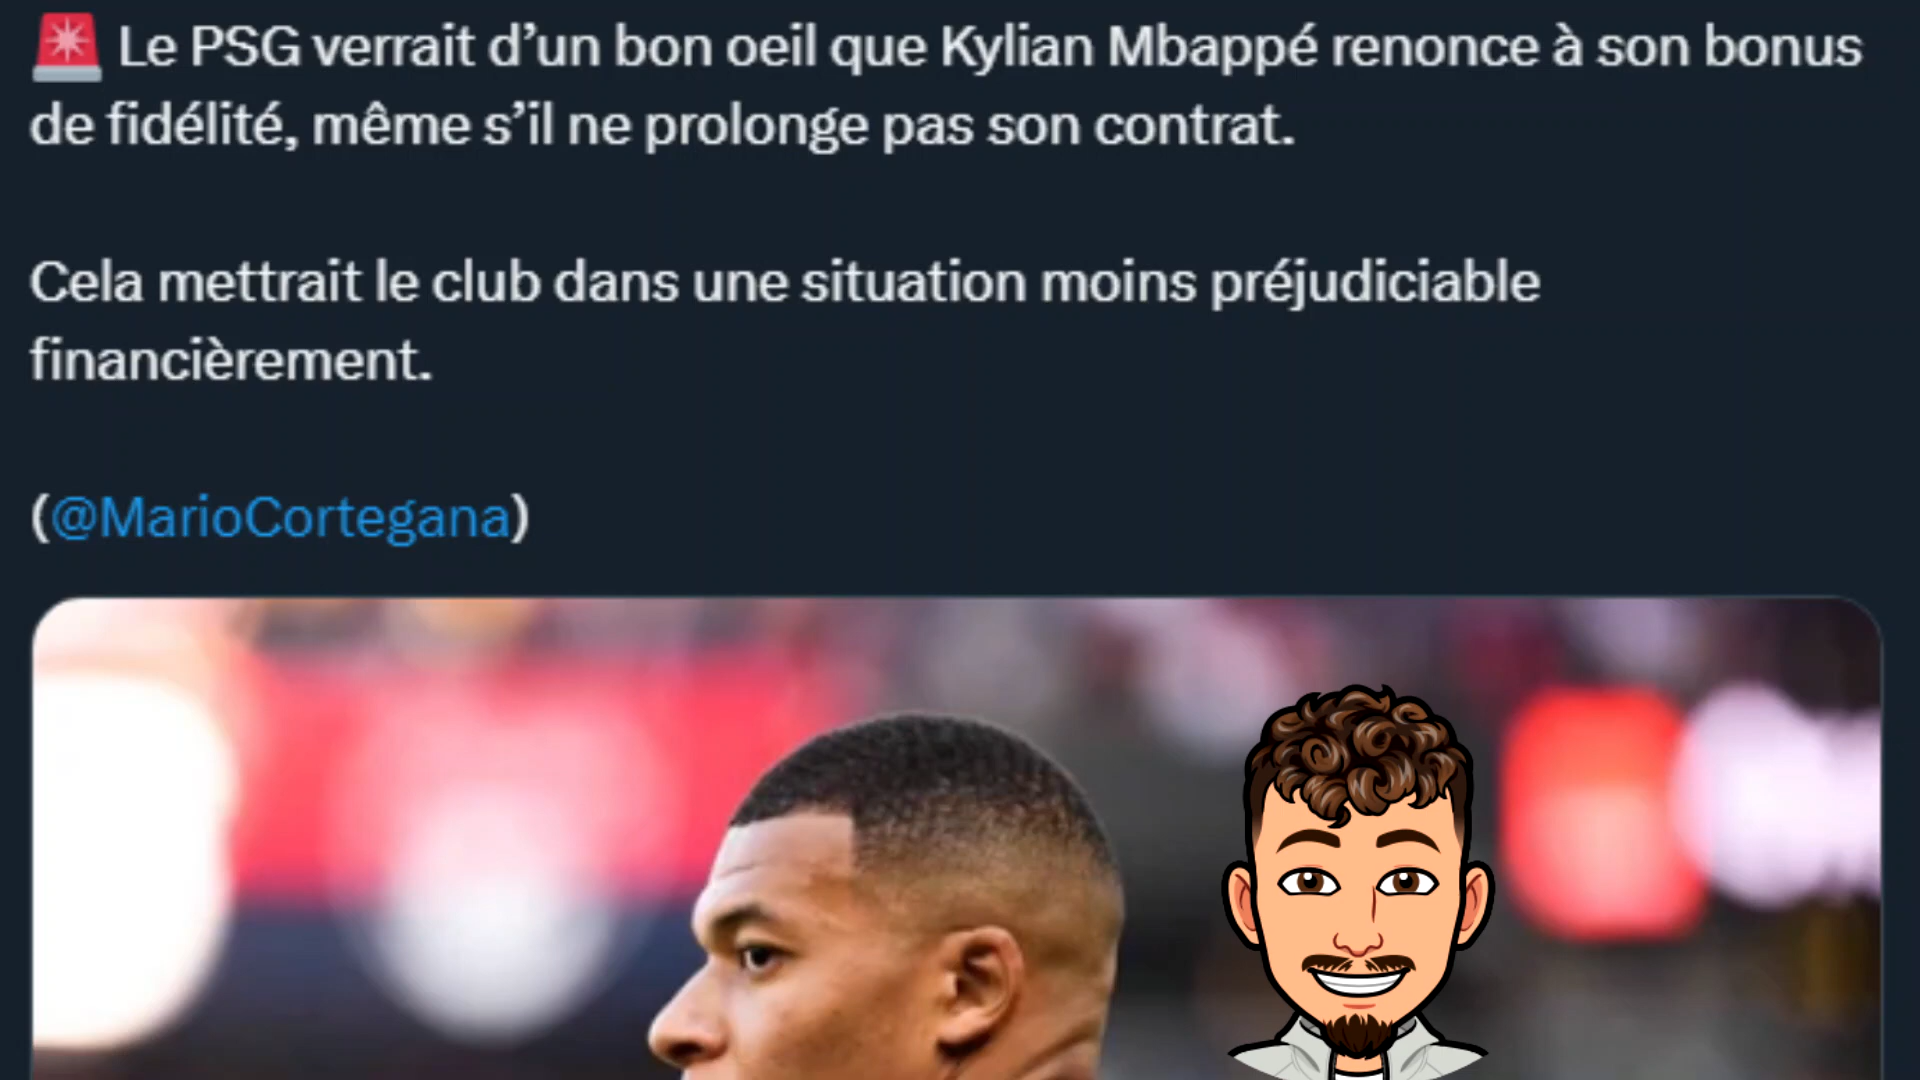 🚨 Le PSG verrait d’un bon oeil que Kylian Mbappé renonce à son bonus
de fidélité, même s’il ne prolonge pas son contrat.
Cela mettrait le club dans une situation moins préjudiciable
financièrement.
(@MarioCortegana)